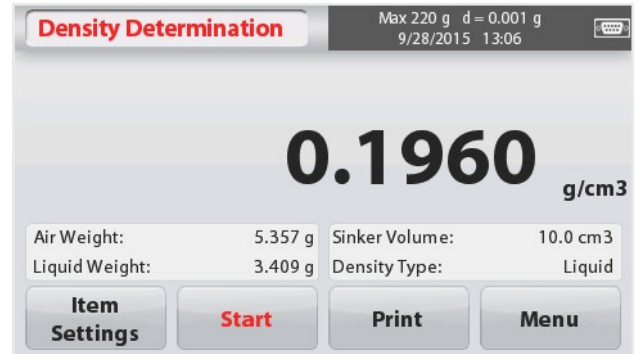 Density Determination
Max 220 g d = 0.001 g
9/28/2015 13:06
0.1960
g/cm3
Air Weight: 5.357 g
Liquid Weight: 3.409 g
Sinker Volume: 10.0 cm3
Density Type: Liquid
Item
Settings
Start
Print
Menu